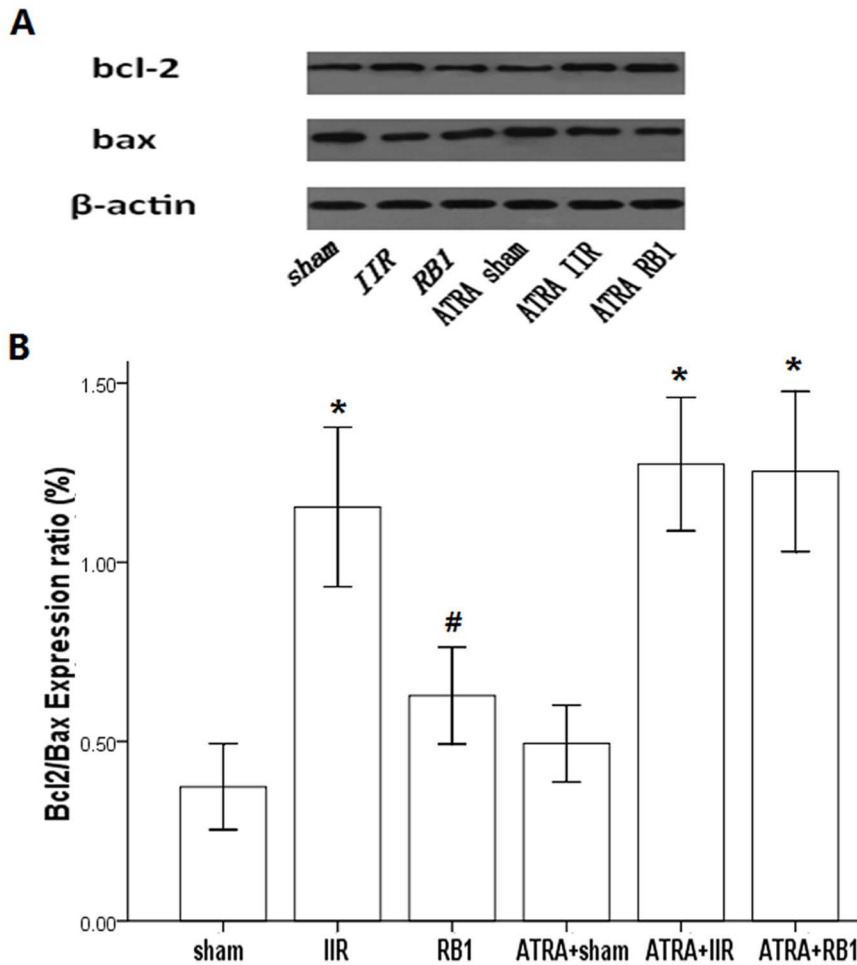 A
bcl-2
bax
β-actin
sham IIR RB1 ATRA sham ATRA IIR ATRA RB1
B
Bcl2/Bax Expression ratio (%)
1.50
1.00
0.50
0.00
* # * *
sham IIR RB1 ATRA+sham ATRA+IIR ATRA+RB1